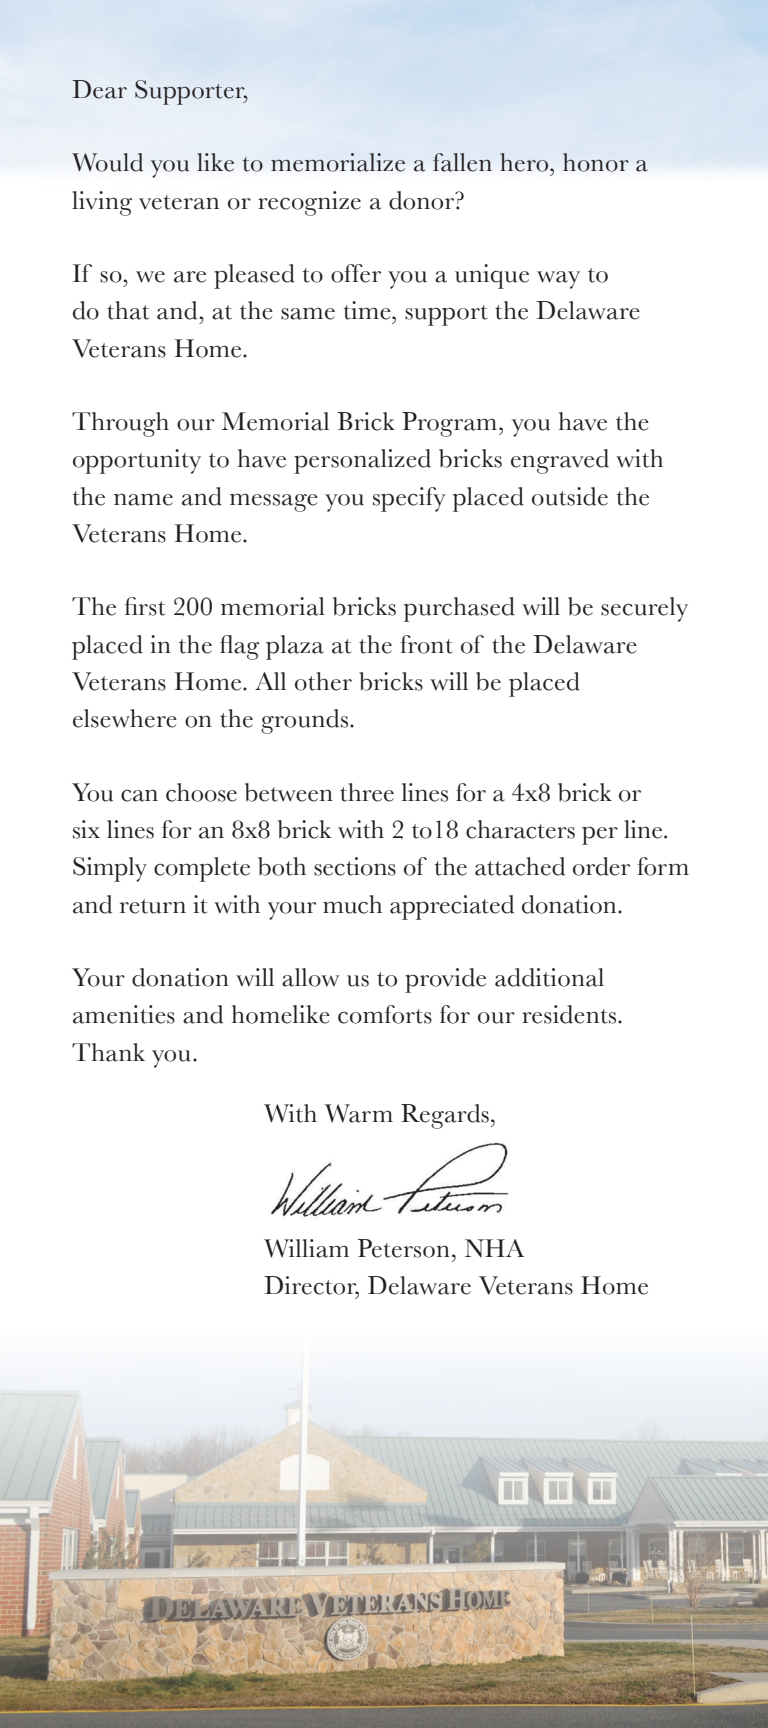 Dear Supporter,
Would you like to memorialize a fallen hero, honor a
living veteran or recognize a donor?
If so, we are pleased to offer you a unique way to
do that and, at the same time, support the Delaware
Veterans Home.
Through our Memorial Brick Program, you have the
opportunity to have personalized bricks engraved with
the name and message you specify placed outside the
Veterans Home.
The first 200 memorial bricks purchased will be securely
placed in the flag plaza at the front of the Delaware
Veterans Home. All other bricks will be placed
elsewhere on the grounds.
You can choose between three lines for a 4x8 brick or
six lines for an 8x8 brick with 2 to18 characters per line.
Simply complete both sections of the attached order form
and return it with your much appreciated donation.
Your donation will allow us to provide additional
amenities and homelike comforts for our residents.
Thank you.
With Warm Regards,
William Peterson
William Peterson, NHA
Director, Delaware Veterans Home
DELAWARE VETERANS HOME